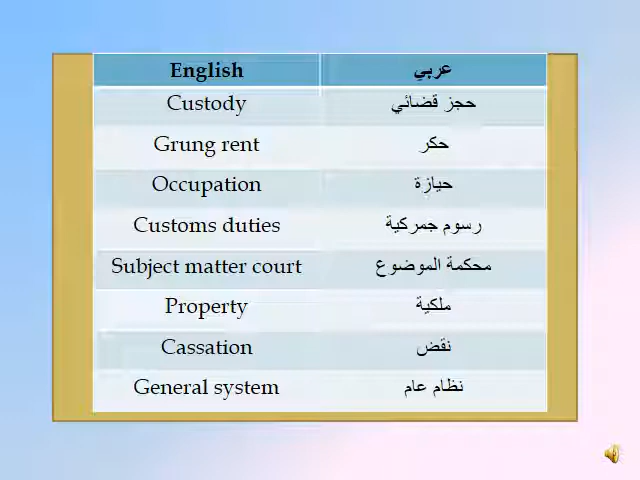 English عربي
Custody حجز قضائي
Grung rent حكر
Occupation حيازة
Customs duties رسوم جمركية
Subject matter court محكمة الموضوع
Property ملكية
Cassation نقض
General system نظام عام